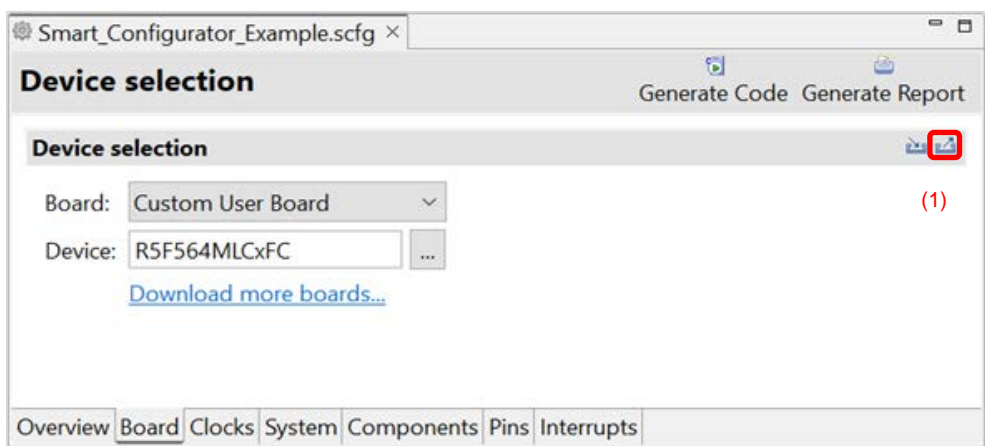 Smart_Configurator_Example.scfg ×
Device selection
Generate Code Generate Report
Device selection
(1)
Board: Custom User Board
Device: R5F564MLCxFC ...
Download more boards...
Overview Board Clocks System Components Pins Interrupts